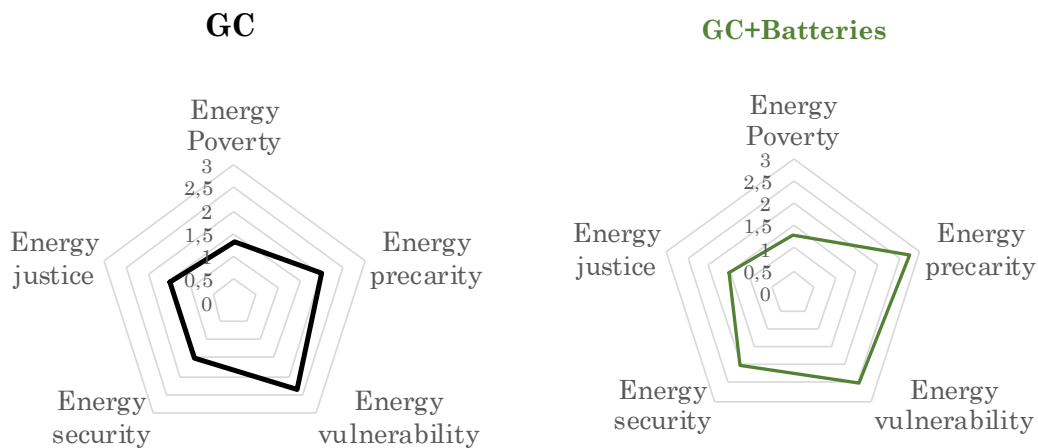 GC
Energy
Poverty
3
2,5
2
1,5
1
0,5
0
Energy
precarity
Energy
vulnerability
Energy
security
Energy
justice
GC+Batteries
Energy
Poverty
3
2,5
2
1,5
1
0,5
0
Energy
precarity
Energy
vulnerability
Energy
security
Energy
justice